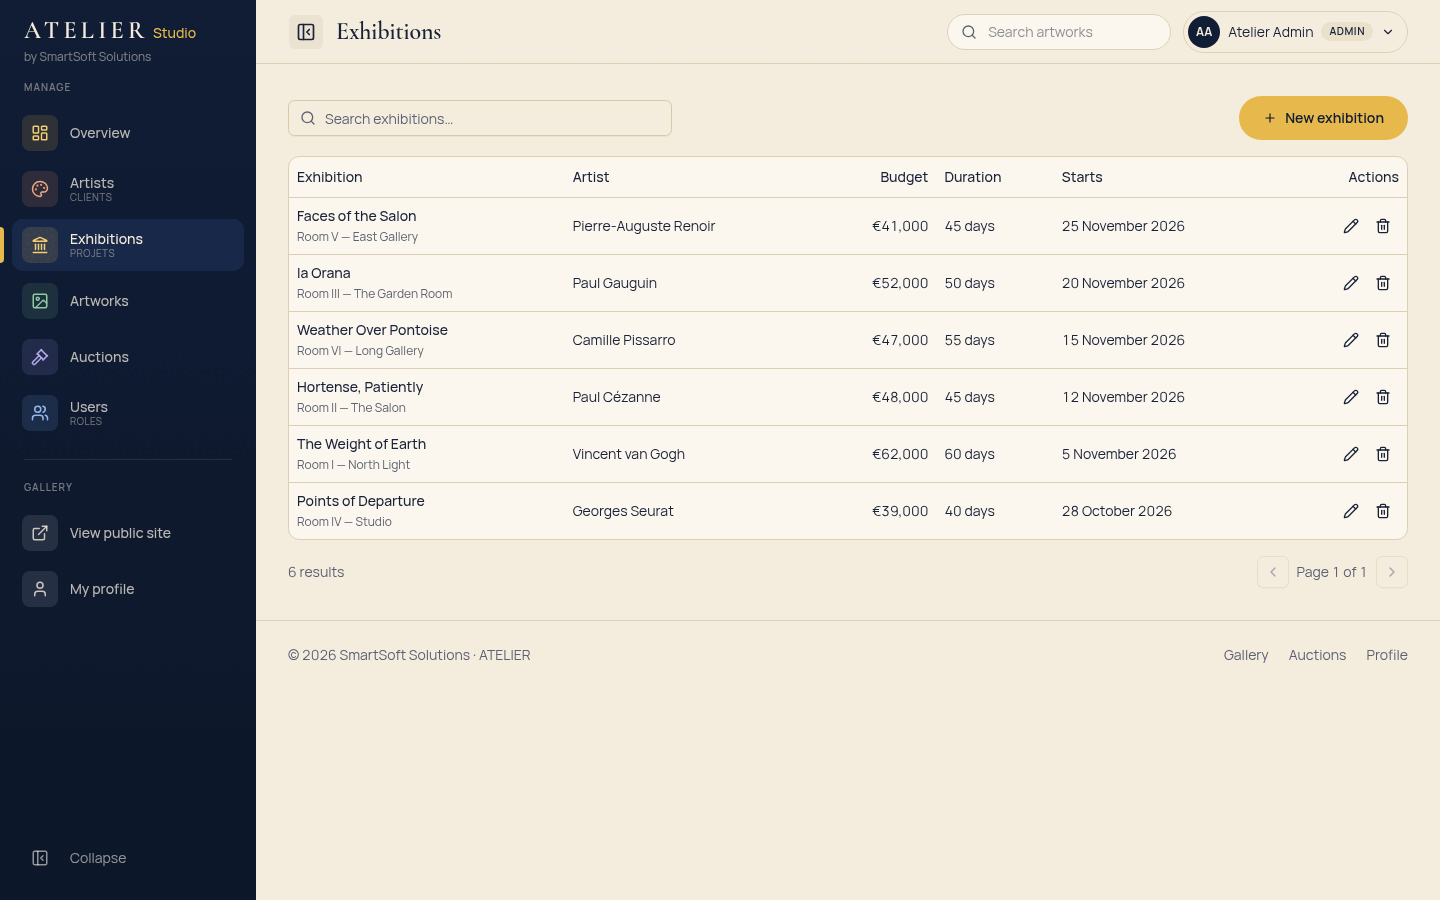 ATELIER Studio
by SmartSoft Solutions
MANAGE
Overview
Artists
CLIENTS
Exhibitions
PROJETS
Artworks
Auctions
Users
ROLES
GALLERY
View public site
My profile
Collapse
Exhibitions
Search artworks
AA Atelier Admin ADMIN
Search exhibitions...
New exhibition
Exhibition Artist Budget Duration Starts Actions
Faces of the Salon
Room V — East Gallery
Pierre-Auguste Renoir €41,000 45 days 25 November 2026
Ia Orana
Room III — The Garden Room
Paul Gauguin €52,000 50 days 20 November 2026
Weather Over Pontoise
Room VI — Long Gallery
Camille Pissarro €47,000 55 days 15 November 2026
Hortense, Patiently
Room II — The Salon
Paul Cézanne €48,000 45 days 12 November 2026
The Weight of Earth
Room I — North Light
Vincent van Gogh €62,000 60 days 5 November 2026
Points of Departure
Room IV — Studio
Georges Seurat €39,000 40 days 28 October 2026
6 results
Page 1 of 1
© 2026 SmartSoft Solutions · ATELIER
Gallery Auctions Profile